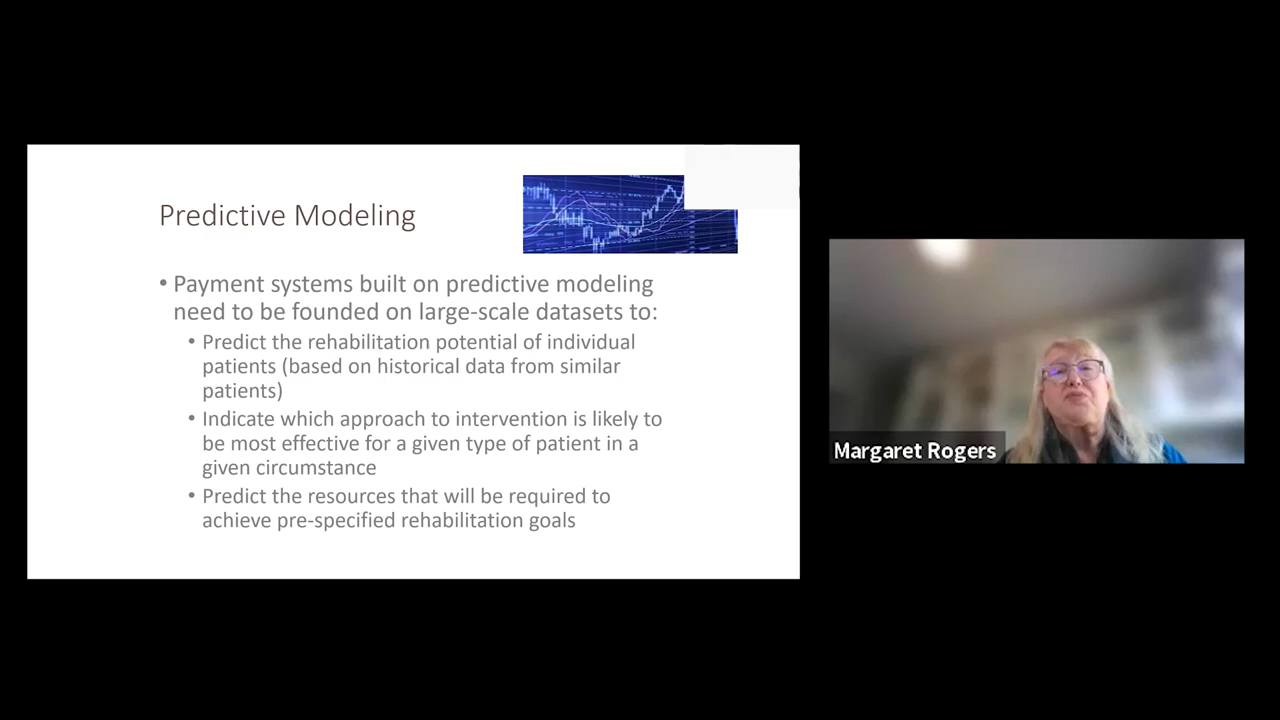 Predictive Modeling
• Payment systems built on predictive modeling
need to be founded on large-scale datasets to:
• Predict the rehabilitation potential of individual
patients (based on historical data from similar
patients)
• Indicate which approach to intervention is likely to
be most effective for a given type of patient in a
given circumstance
• Predict the resources that will be required to
achieve pre-specified rehabilitation goals
Margaret Rogers